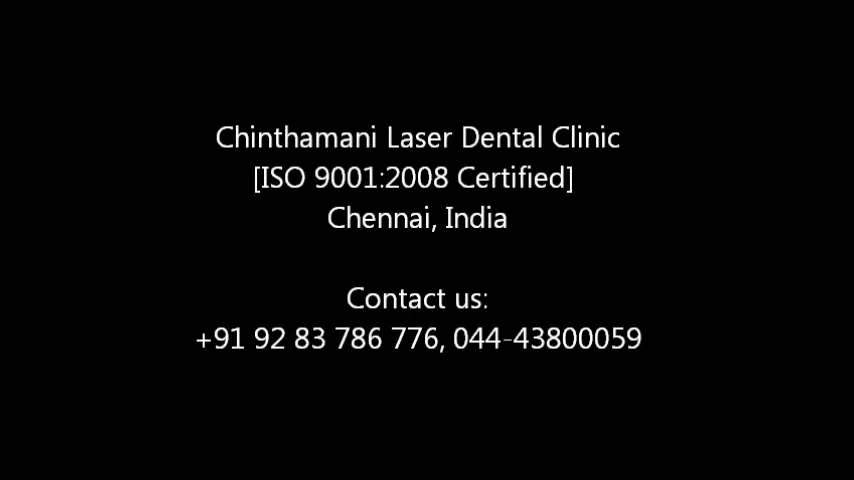 Chinthamani Laser Dental Clinic
[ISO 9001:2008 Certified]
Chennai, India
Contact us:
+91 92 83 786 776, 044-43800059